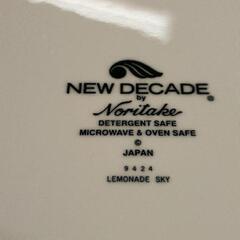 NEW DECADE®
by
Noritake
DETERGENT SAFE
MICROWAVE & OVEN SAFE
©
JAPAN
9424
LEMONADE SKY